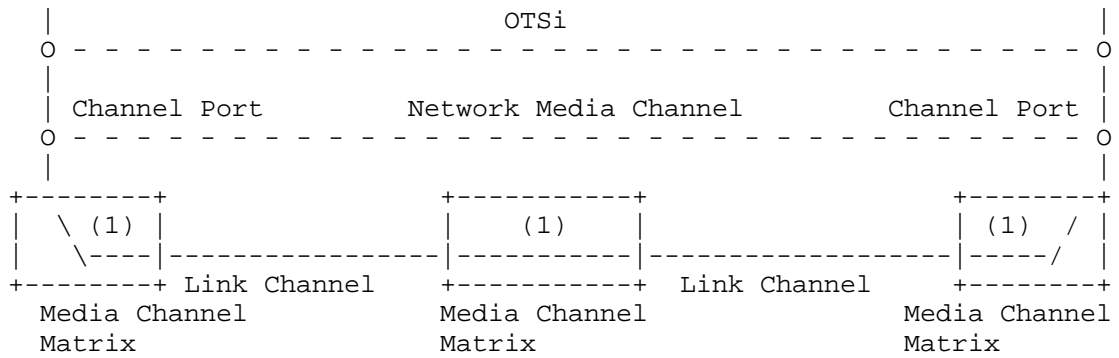 OTSi
Channel Port Network Media Channel Channel Port
(1) (1) (1)
Link Channel Link Channel
Media Channel Media Channel Media Channel
Matrix Matrix Matrix